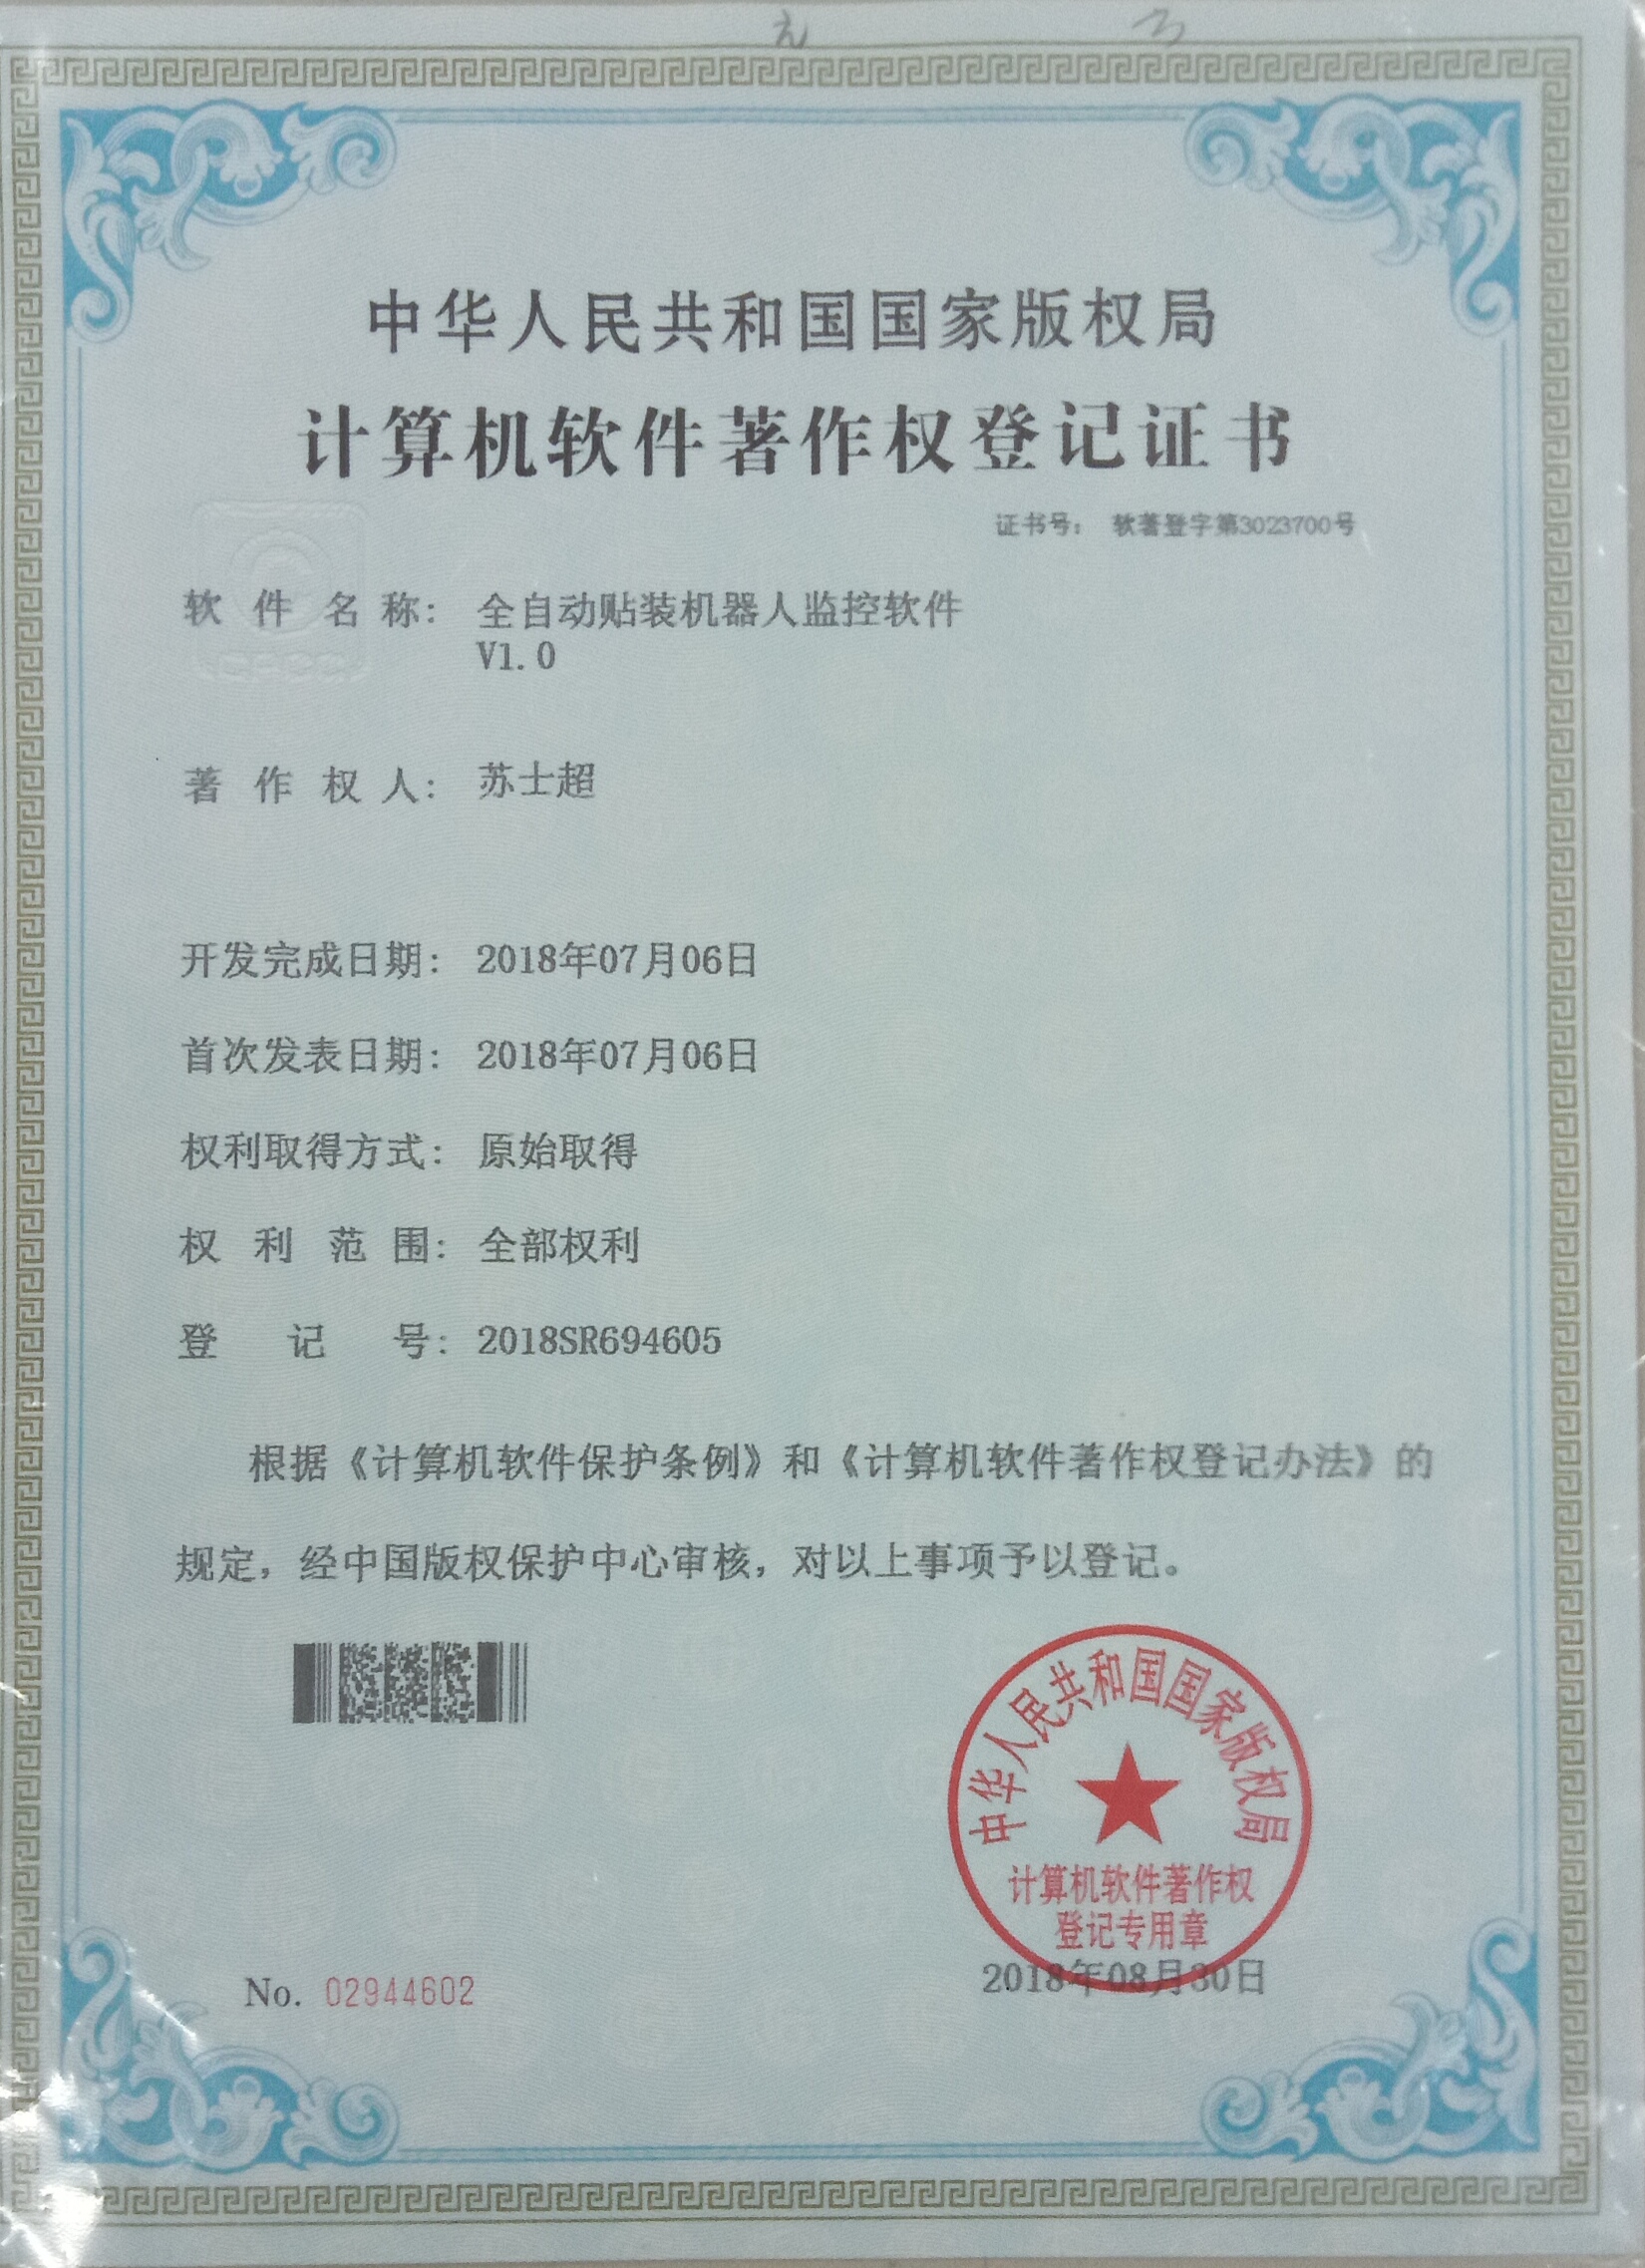 中华人民共和国国家版权局
计算机软件著作权登记证书
证书号： 软著登字第3023700号
软件名称： 全自动贴装机器人监控软件
V1.0
著作权人： 苏士超
开发完成日期： 2018年07月06日
首次发表日期： 2018年07月06日
权利取得方式： 原始取得
权利范围： 全部权利
登记号： 2018SR694605
根据《计算机软件保护条例》和《计算机软件著作权登记办法》的
规定，经中国版权保护中心审核，对以上事项予以登记。
中华人民共和国国家版权局
计算机软件著作权
登记专用章
No. 02944602
2018年08月30日